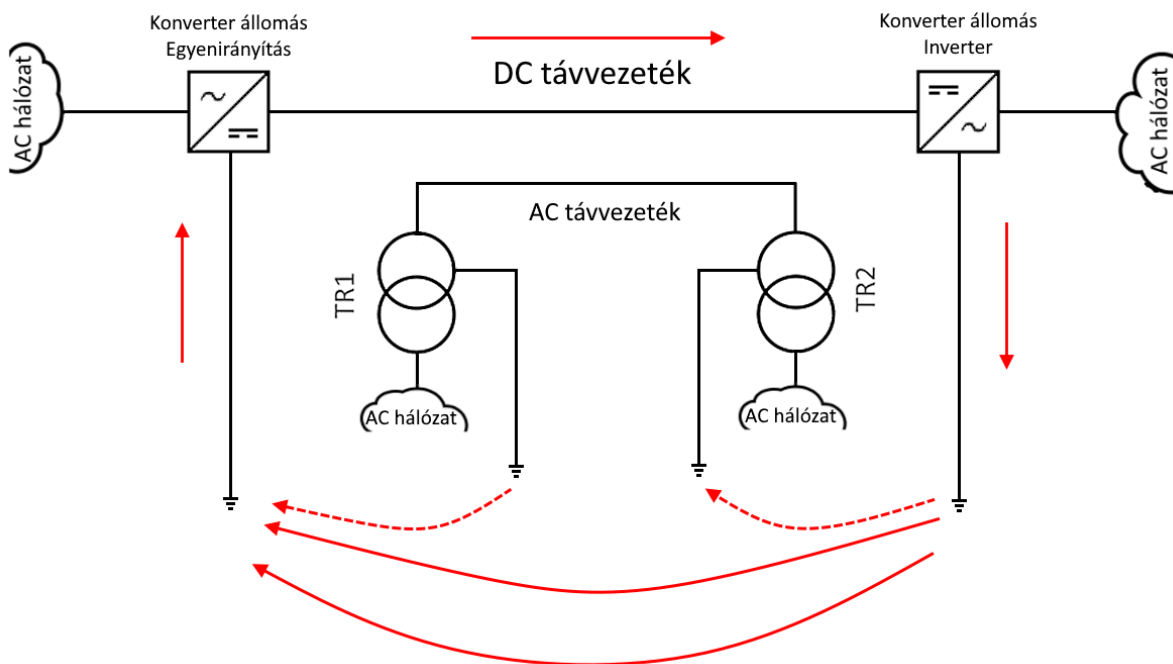 Konverter állomás
Egyenirányítás
Konverter állomás
Inverter
DC távvezeték
AC hálózat
AC hálózat
AC távvezeték
TR1
TR2
AC hálózat
AC hálózat